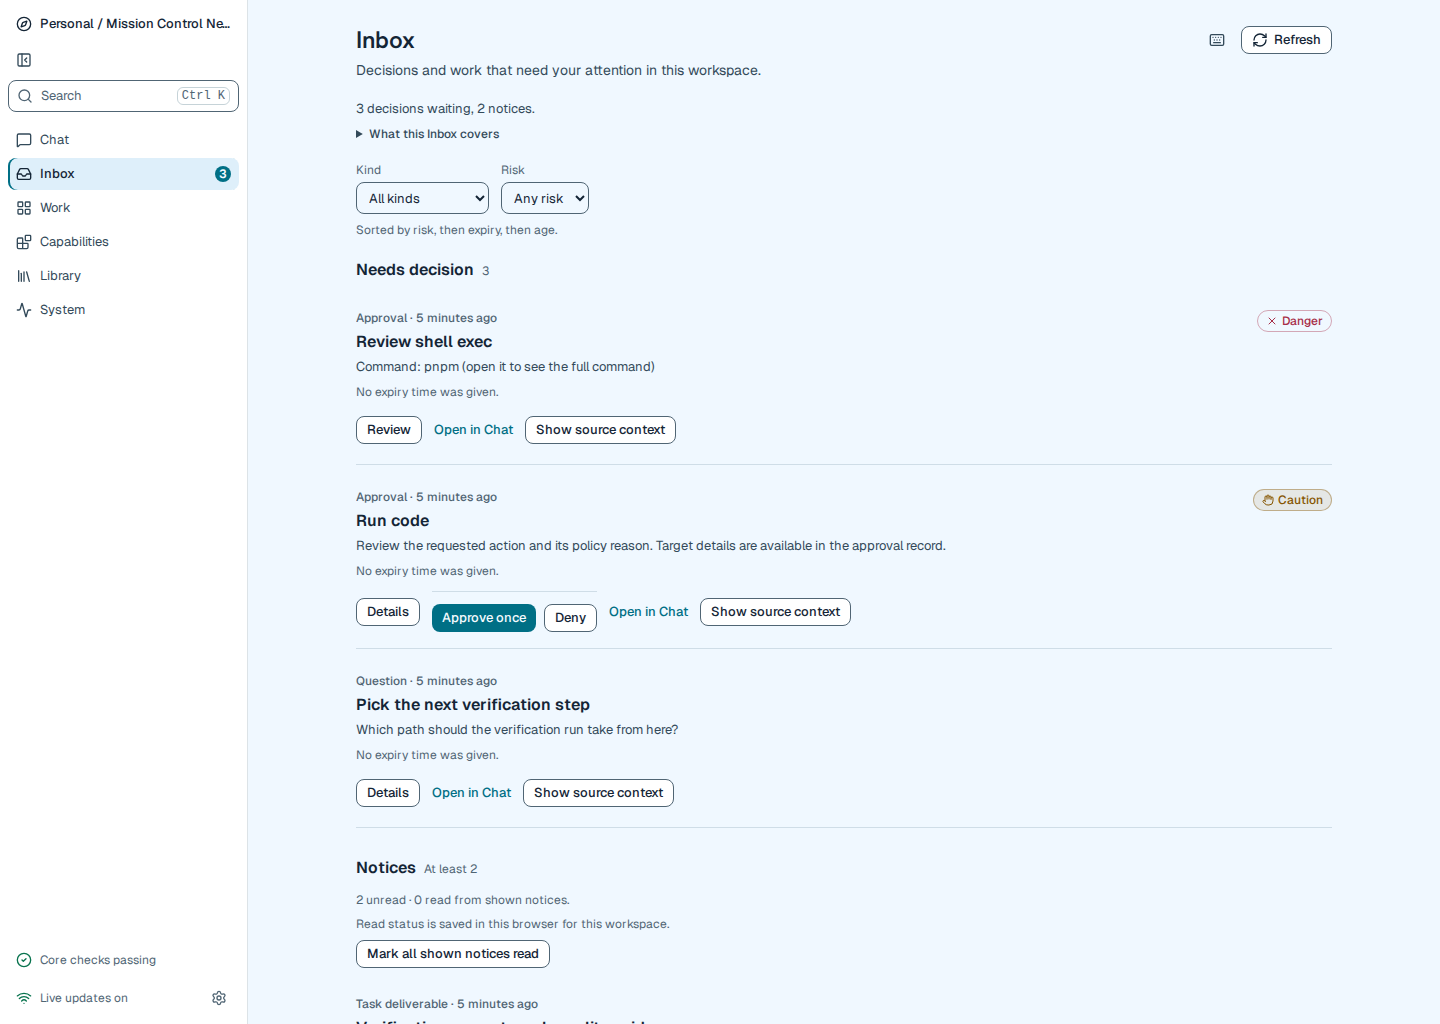 Personal / Mission Control Ne...
Search Ctrl K
Chat
Inbox 3
Work
Capabilities
Library
System
Core checks passing
Live updates on
Inbox
Refresh
Decisions and work that need your attention in this workspace.
3 decisions waiting, 2 notices.
What this Inbox covers
Kind Risk
All kinds Any risk
Sorted by risk, then expiry, then age.
Needs decision 3
Approval · 5 minutes ago Danger
Review shell exec
Command: pnpm (open it to see the full command)
No expiry time was given.
Review Open in Chat Show source context
Approval · 5 minutes ago Caution
Run code
Review the requested action and its policy reason. Target details are available in the approval record.
No expiry time was given.
Details Approve once Deny Open in Chat Show source context
Question · 5 minutes ago
Pick the next verification step
Which path should the verification run take from here?
No expiry time was given.
Details Open in Chat Show source context
Notices At least 2
2 unread · 0 read from shown notices.
Read status is saved in this browser for this workspace.
Mark all shown notices read
Task deliverable · 5 minutes ago